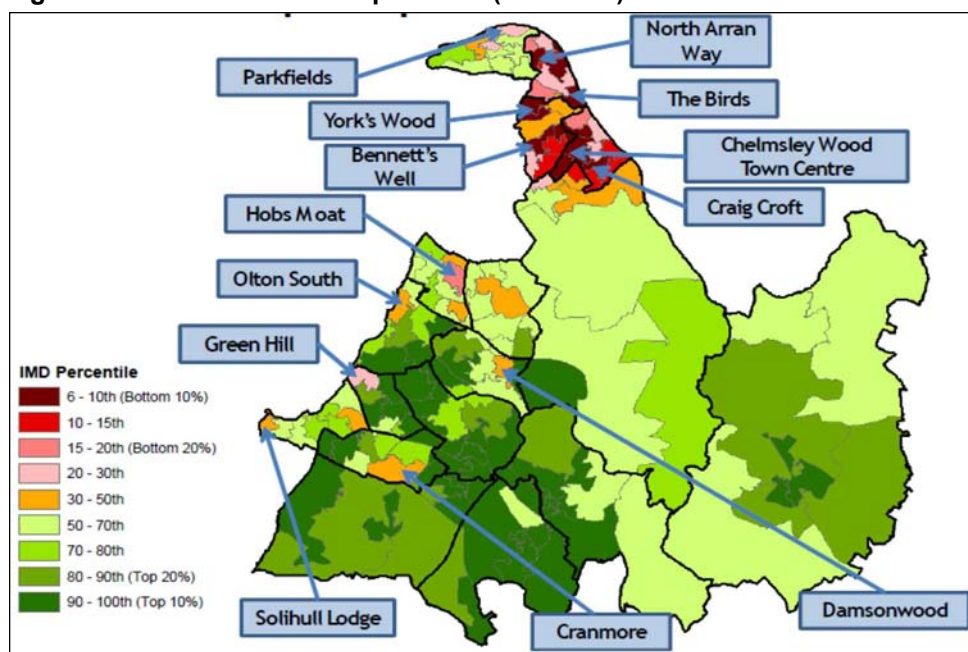 North Arran
Way
Parkfields
The Birds
York's Wood
Bennett's
Well
Chelmsley Wood
Town Centre
Craig Croft
Hobs Moat
Olton South
Green Hill
IMD Percentile
6 - 10th (Bottom 10%)
10 - 15th
15 - 20th (Bottom 20%)
20 - 30th
30 - 50th
50 - 70th
70 - 80th
80 - 90th (Top 20%)
90 - 100th (Top 10%)
Solihull Lodge
Cranmore
Damsonwood